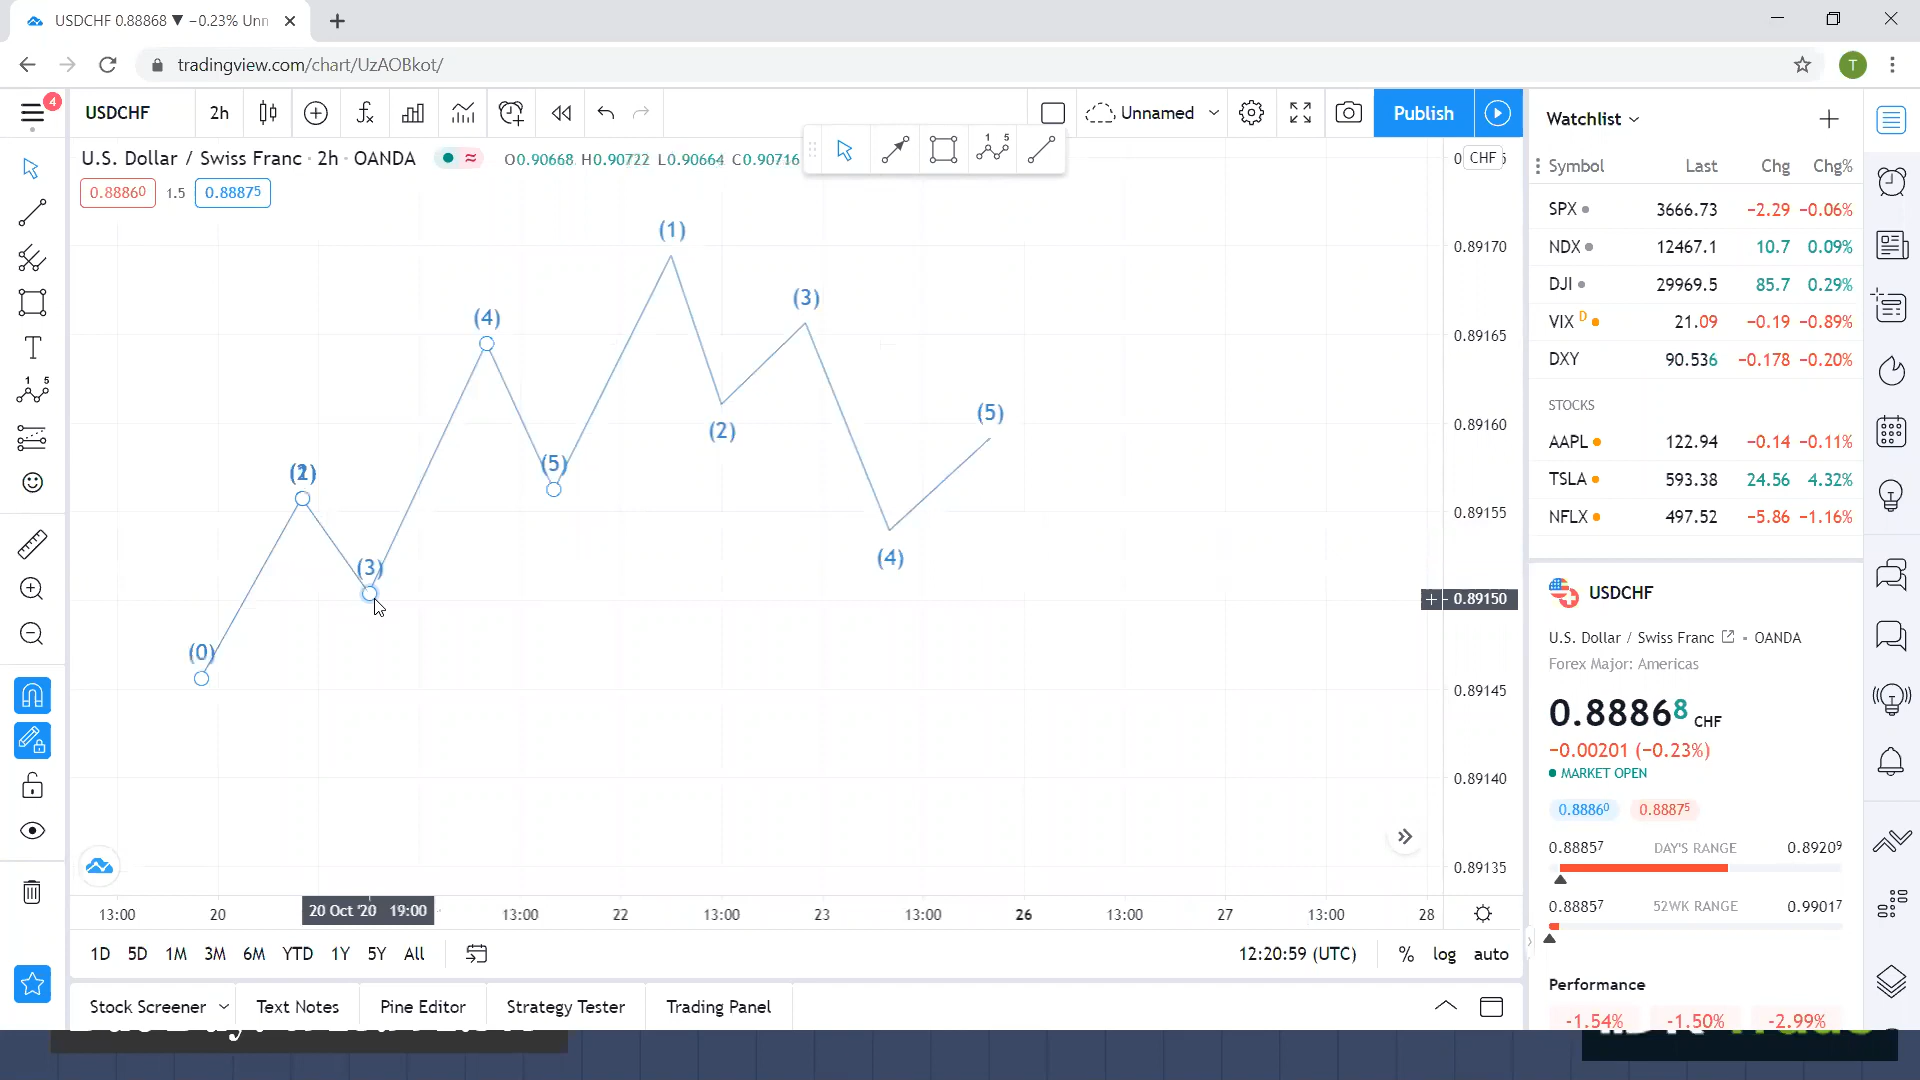 USDCHF 0.88868 ▼ −0.23% Unn
tradingview.com/chart/UzAOBkot/
4
USDCHF
2h
Unnamed
Publish
T
U.S. Dollar / Swiss Franc · 2h · OANDA
O0.90668 H0.90722 L0.90664 C0.90716
0.88860
1.5
0.88875
1 5
1 5
CHF
(0)
(3)
(4)
(5)
(1)
(2)
(3)
(4)
(5)
0.89170
0.89165
0.89160
0.89155
0.89150
0.89145
0.89140
0.89135
13:00
20
20 Oct '20 19:00
13:00
22
13:00
23
13:00
26
13:00
27
13:00
28
1D 5D 1M 3M 6M YTD 1Y 5Y All
12:20:59 (UTC)
% log auto
Stock Screener
Text Notes
Pine Editor
Strategy Tester
Trading Panel
Watchlist
Symbol Last Chg Chg%
SPX 3666.73 −2.29 −0.06%
NDX 12467.1 10.7 0.09%
DJI 29969.5 85.7 0.29%
VIX D 21.09 −0.19 −0.89%
DXY 90.536 −0.178 −0.20%
STOCKS
AAPL 122.94 −0.14 −0.11%
TSLA 593.38 24.56 4.32%
NFLX 497.52 −5.86 −1.16%
USDCHF
U.S. Dollar / Swiss Franc · OANDA
Forex Major: Americas
0.88868 CHF
−0.00201 (−0.23%)
MARKET OPEN
0.88860 0.88875
0.88857 DAY'S RANGE 0.89209
0.88857 52WK RANGE 0.99017
Performance
-1.54% -1.50% -2.99%